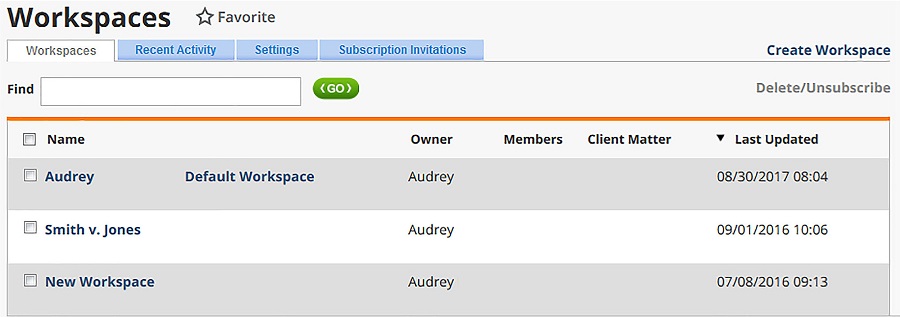 Workspaces Favorite
Workspaces Recent Activity Settings Subscription Invitations Create Workspace
Find GO Delete/Unsubscribe
Name Owner Members Client Matter Last Updated
Audrey Default Workspace Audrey 08/30/2017 08:04
Smith v. Jones Audrey 09/01/2016 10:06
New Workspace Audrey 07/08/2016 09:13